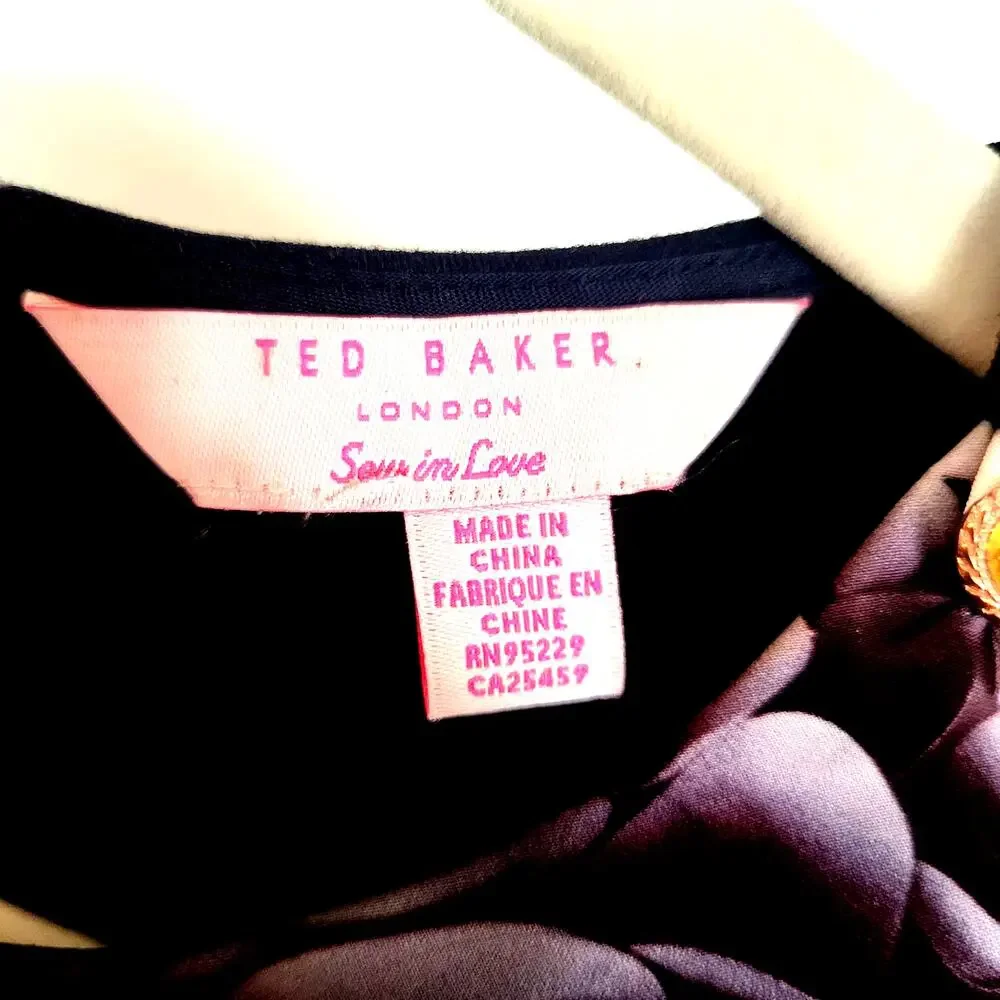 TED BAKER
LONDON
Sew in Love
MADE IN
CHINA
FABRIQUE EN
CHINE
RN95229
CA25459